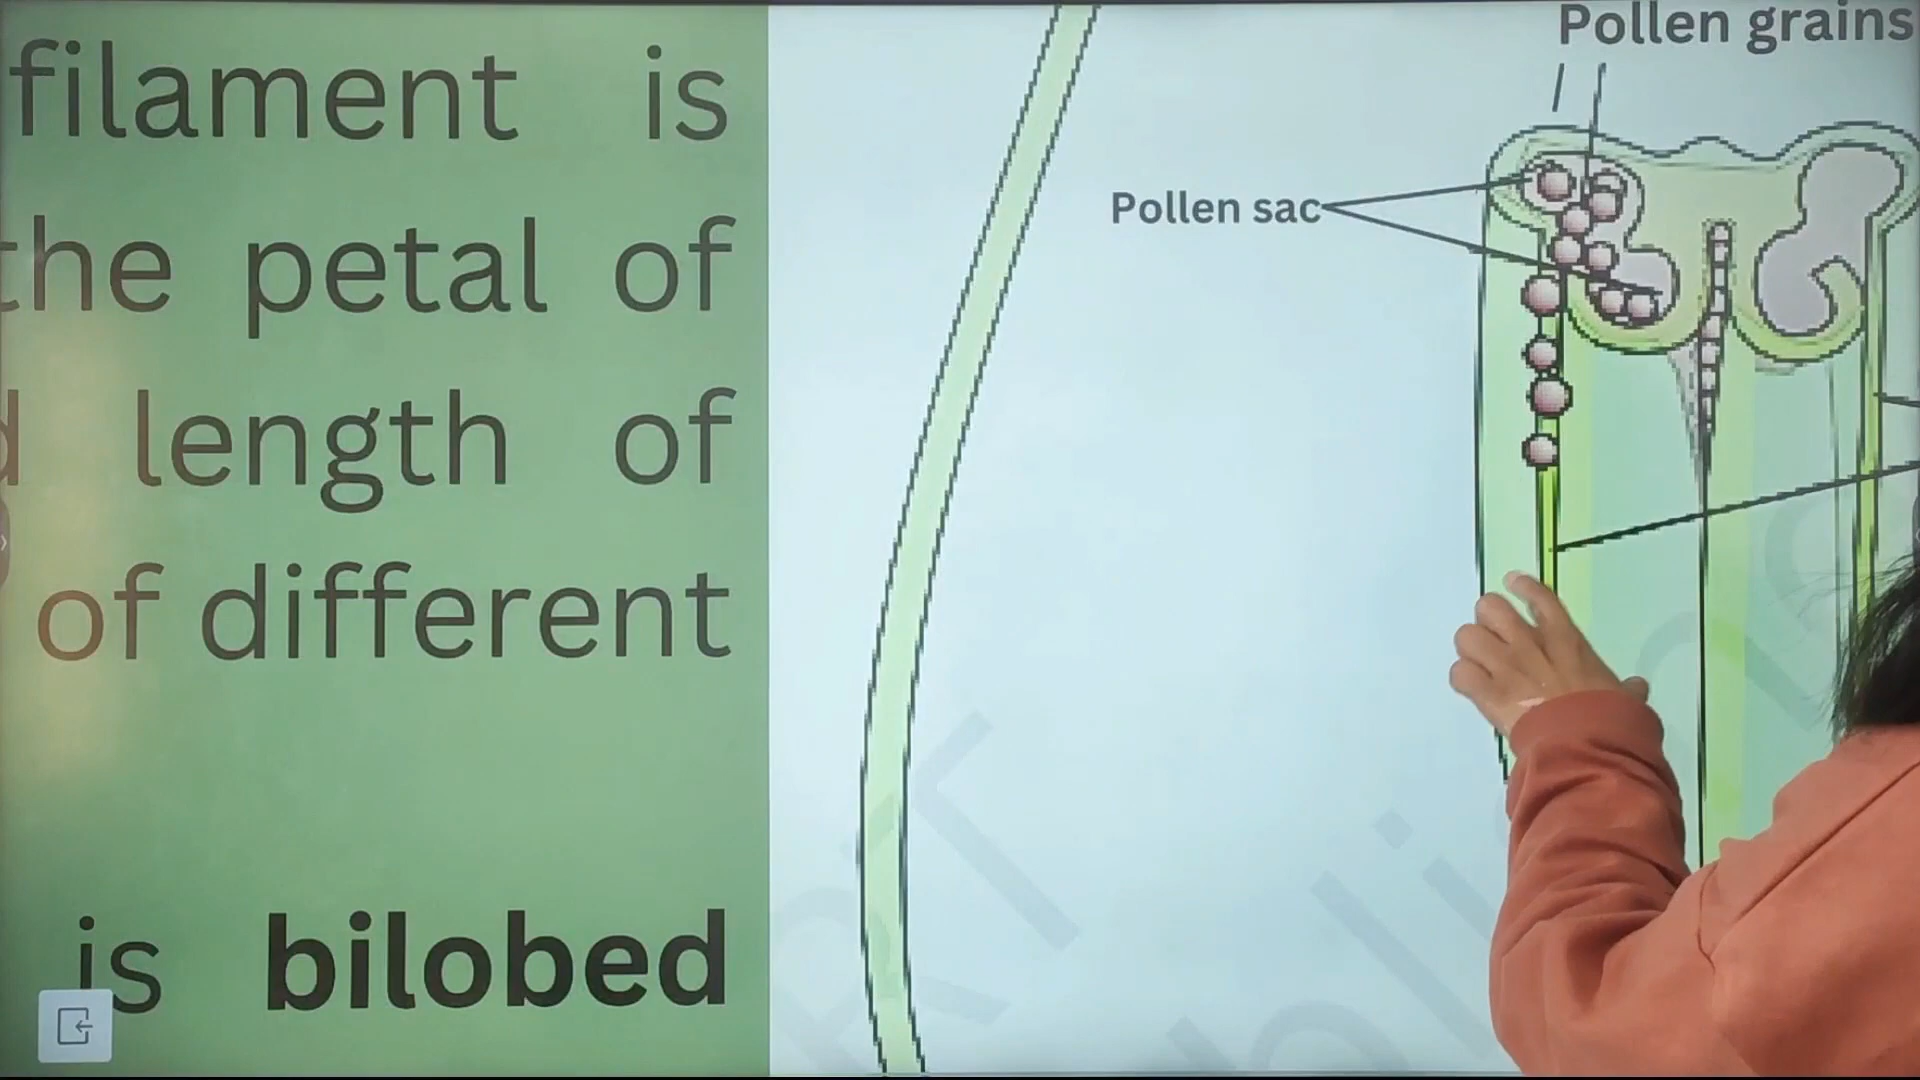 filament is
the petal of
length of
of different
is bilobed
Pollen grains
Pollen sac